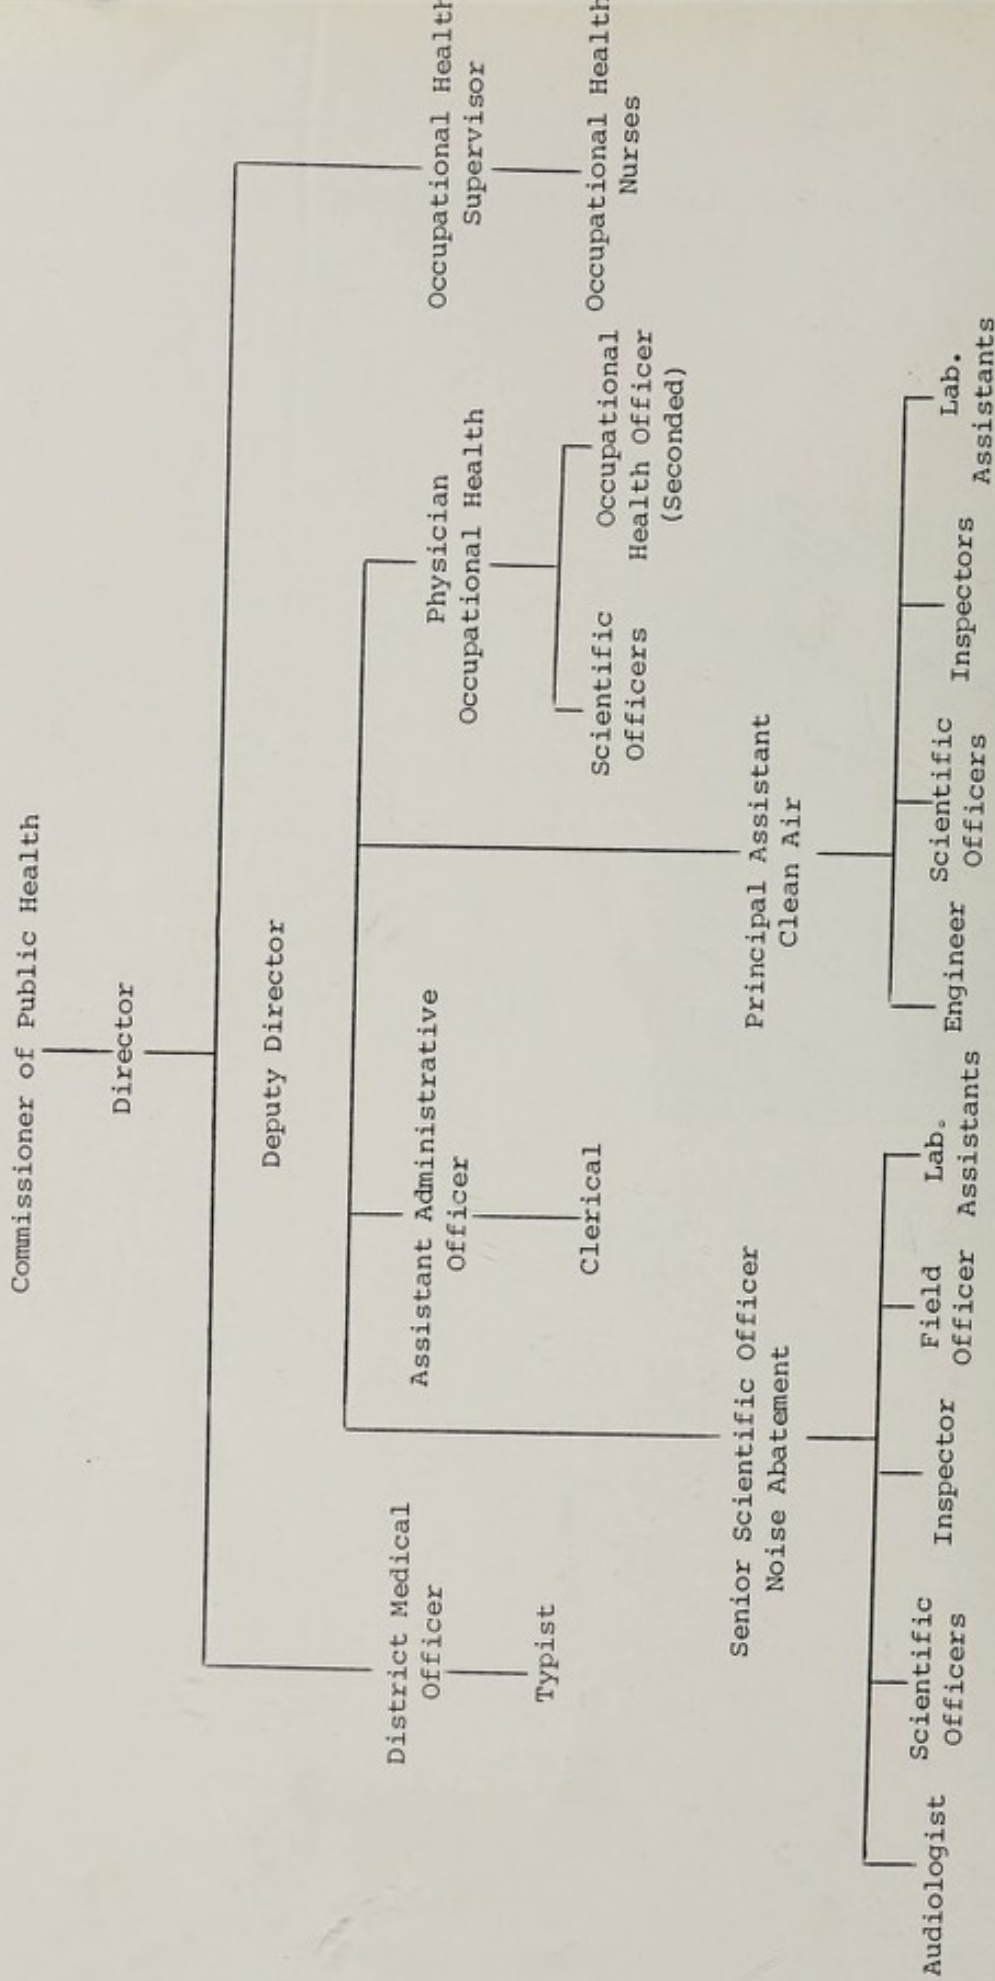 Commissioner of Public Health
Director
Deputy Director
District Medical
Officer
Typist
Assistant Administrative
Officer
Clerical
Physician
Occupational Health
Scientific
Officers
Occupational
Health Officer
(Seconded)
Occupational Health
Supervisor
Occupational Health
Nurses
Senior Scientific Officer
Noise Abatement
Audiologist
Scientific
Officers
Inspector
Field
Officer
Lab.
Assistants
Principal Assistant
Clean Air
Engineer
Scientific
Officers
Inspectors
Lab.
Assistants